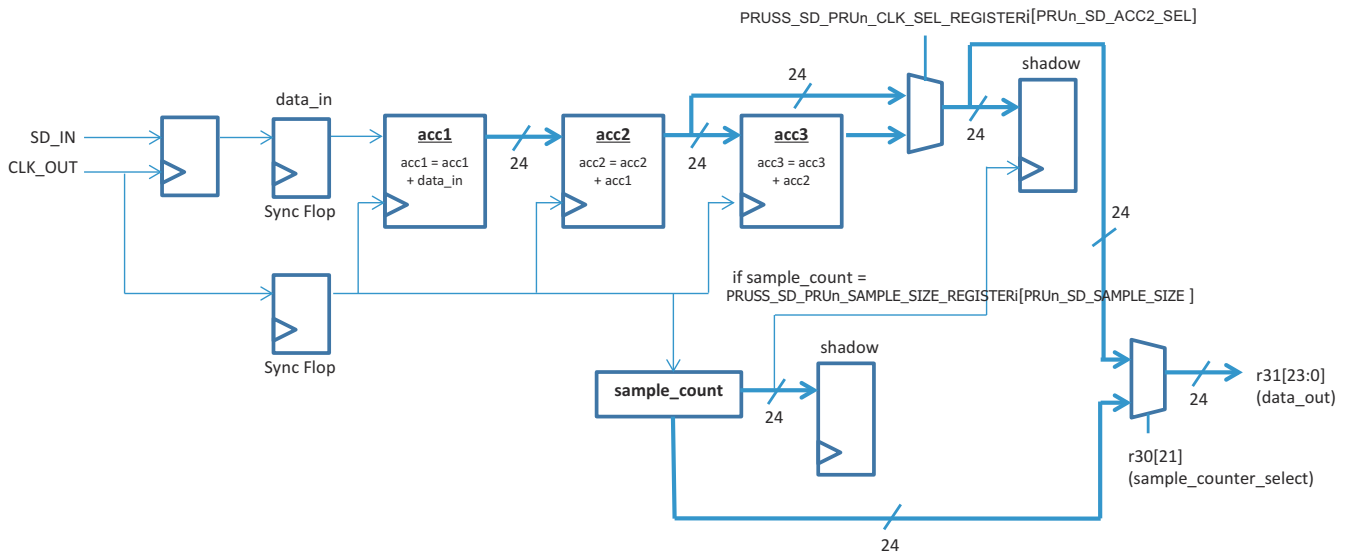 PRUSS_SD_PRUn_CLK_SEL_REGISTERi[PRUn_SD_ACC2_SEL]
shadow
24
data_in
24
SD_IN
CLK_OUT
acc1
acc1 = acc1
+ data_in
24
acc2
acc2 = acc2
+ acc1
24
acc3
acc3 = acc3
+ acc2
24
Sync Flop
24
if sample_count =
PRUSS_SD_PRUn_SAMPLE_SIZE_REGISTERi[PRUn_SD_SAMPLE_SIZE ]
Sync Flop
shadow
sample_count
24
24
r31[23:0]
(data_out)
r30[21]
(sample_counter_select)
24